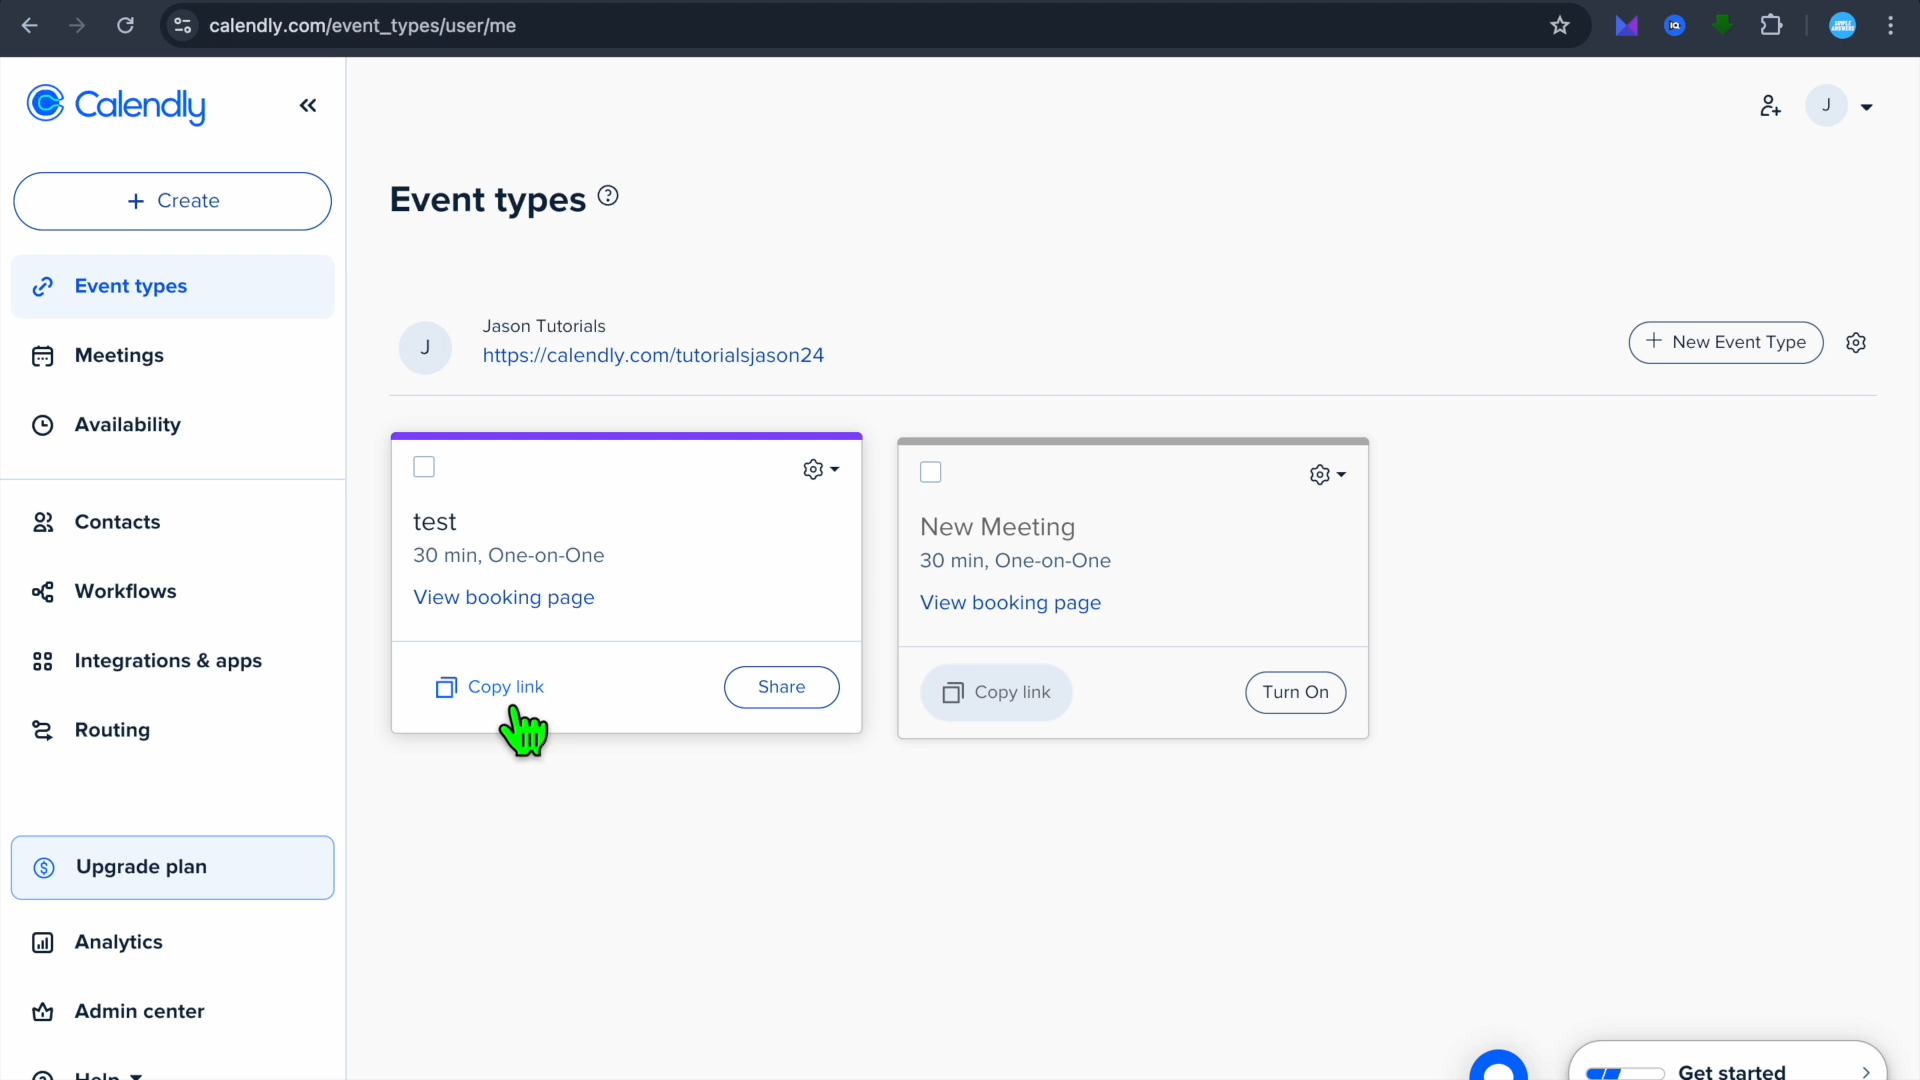 calendly.com/event_types/user/me
Calendly
+ Create
Event types
Meetings
Availability
Contacts
Workflows
Integrations & apps
Routing
Upgrade plan
Analytics
Admin center
Help
J
Event types
J
Jason Tutorials
https://calendly.com/tutorialsjason24
+ New Event Type
test
30 min, One-on-One
View booking page
Copy link
Share
New Meeting
30 min, One-on-One
View booking page
Copy link
Turn On
Get started